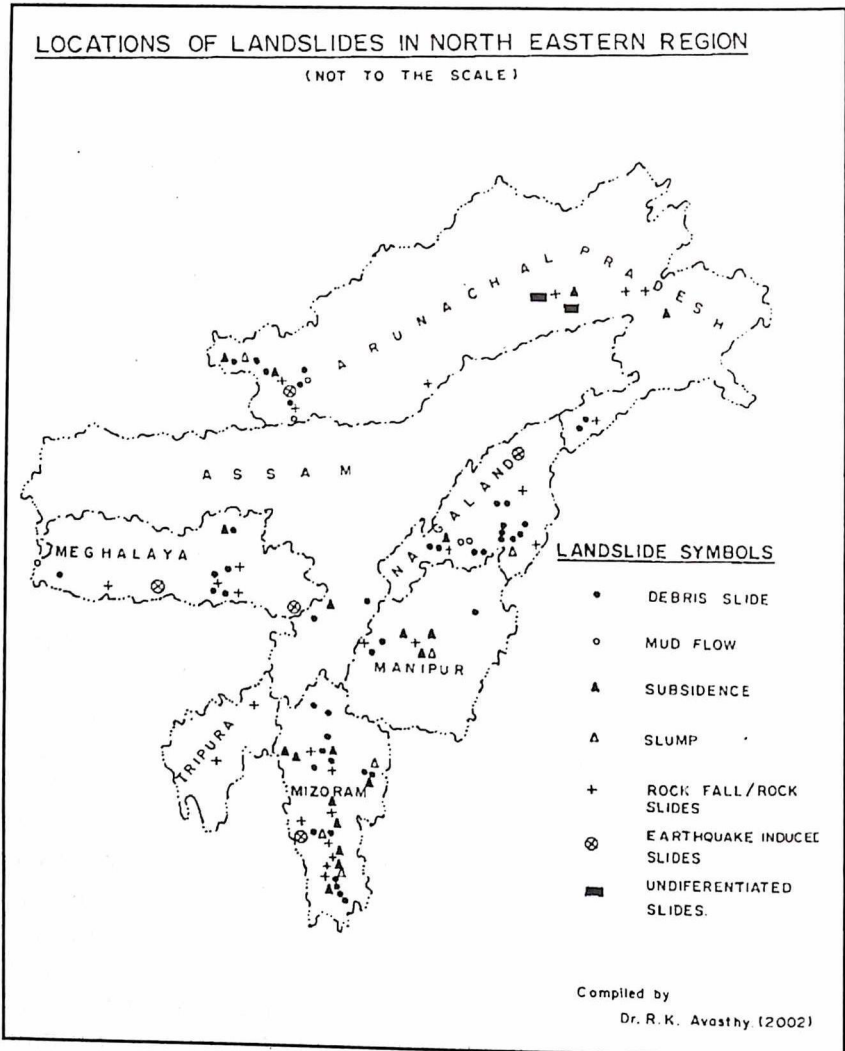 LOCATIONS OF LANDSLIDES IN NORTH EASTERN REGION
(NOT TO THE SCALE)
ARUNACHAL PRADESH
ASSAM
NAGALAND
MEGHALAYA
MANIPUR
TRIPURA
MIZORAM
LANDSLIDE SYMBOLS
DEBRIS SLIDE
MUD FLOW
SUBSIDENCE
SLUMP
ROCK FALL/ROCK
SLIDES
EARTHQUAKE INDUCED
SLIDES
UNDIFERENTIATED
SLIDES.
Compiled by
Dr. R.K. Avasthy. (2002)